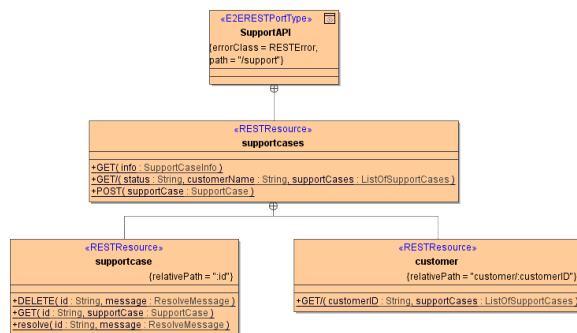 «E2ERESTPortType»
SupportAPI
{errorClass = RESTError,
path = "/support"}
«RESTResource»
supportcases
+GET( info : SupportCaseInfo )
+GET/( status : String, customerName : String, supportCases : ListOfSupportCases )
+POST( supportCase : SupportCase )
«RESTResource»
supportcase
{relativePath = ":id"}
+DELETE( id : String, message : ResolveMessage )
+GET( id : String, supportCase : SupportCase )
+resolve( id : String, message : ResolveMessage )
«RESTResource»
customer
{relativePath = "customer/:customerID"}
+GET/( customerID : String, supportCases : ListOfSupportCases )